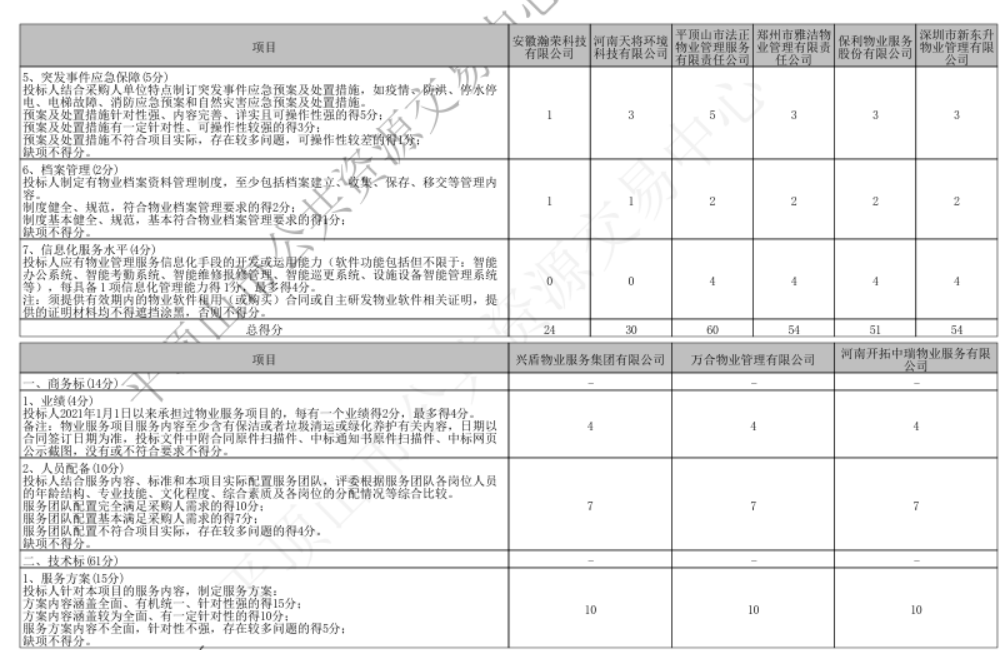 项目
安徽瀚荣科技有限公司
河南天将环境科技有限公司
平顶山市法正物业管理服务有限责任公司
郑州市雅洁物业管理有限责任公司
保利物业服务股份有限公司
深圳市新东升物业管理有限公司
5、突发事件应急保障(5分)
投标人结合采购人单位特点制订突发事件应急预案及处置措施，如疫情、防洪、停水停
电、电梯故障、消防应急预案和自然灾害应急预案及处置措施。
预案及处置措施针对性强、内容完善、详实且可操作性强的得5分；
预案及处置措施有一定针对性、可操作性较强的得3分；
预案及处置措施不符合项目实际，存在较多问题，可操作性较差的得1分；
缺项不得分。
1 3 5 3 3 3
6、档案管理(2分)
投标人制定有物业档案资料管理制度，至少包括档案建立、收集、保存、移交等管理内
容。
制度健全、规范，符合物业档案管理要求的得2分；
制度基本健全、规范，基本符合物业档案管理要求的得1分；
缺项不得分。
1 1 2 2 2 2
7、信息化服务水平(4分)
投标人应有物业管理服务信息化手段的开发或运用能力（软件功能包括但不限于：智能
办公系统、智能考勤系统、智能维修报修管理、智能巡更系统、设施设备智能管理系统
等），每具备1项信息化管理能力得1分，最多得4分。
注：须提供有效期内的物业软件租用（或购买）合同或自主研发物业软件相关证明，提
供的证明材料均不得遮挡涂黑，否则不得分。
0 0 4 4 4 4
总得分 24 30 60 54 51 54
项目
兴盾物业服务集团有限公司
万合物业管理有限公司
河南开拓中瑞物业服务有限公司
一、商务标(14分) - - -
1、业绩(4分)
投标人2021年1月1日以来承担过物业服务项目的，每有一个业绩得2分，最多得4分。
备注：物业服务项目服务内容至少含有保洁或者垃圾清运或绿化养护有关内容，日期以
合同签订日期为准，投标文件中附合同原件扫描件、中标通知书原件扫描件、中标网页
公示截图，没有或不符合要求不得分。
4 4 4
2、人员配备(10分)
投标人结合服务内容、标准和本项目实际配置服务团队，评委根据服务团队各岗位人员
的年龄结构、专业技能、文化程度、综合素质及各岗位的分配情况等综合比较。
服务团队配置完全满足采购人需求的得10分；
服务团队配置基本满足采购人需求的得7分；
服务团队配置不符合项目实际，存在较多问题的得4分。
缺项不得分。
7 7 7
二、技术标(61分) - - -
1、服务方案(15分)
投标人针对本项目的服务内容，制定服务方案：
方案内容涵盖全面、有机统一、针对性强的得15分；
方案内容涵盖较为全面、有一定针对性的得10分；
服务方案内容不全面，针对性不强，存在较多问题的得5分；
缺项不得分。
10 10 10
平顶山市公共资源交易中心
平顶山市公共资源交易中心